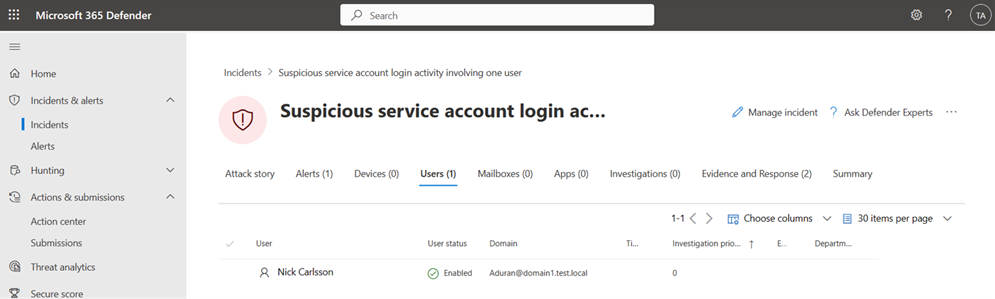 Microsoft 365 Defender
Search
TA
Home
Incidents & alerts
Incidents
Alerts
Hunting
Actions & submissions
Action center
Submissions
Threat analytics
Secure score
Incidents > Suspicious service account login activity involving one user
Suspicious service account login ac...
Manage incident ? Ask Defender Experts ...
Attack story Alerts (1) Devices (0) Users (1) Mailboxes (0) Apps (0) Investigations (0) Evidence and Response (2) Summary
1-1 < > Choose columns 30 items per page
User User status Domain Ti... Investigation prio... ↑ E... Departm...
Nick Carlsson Enabled Aduran@domain1.test.local 0